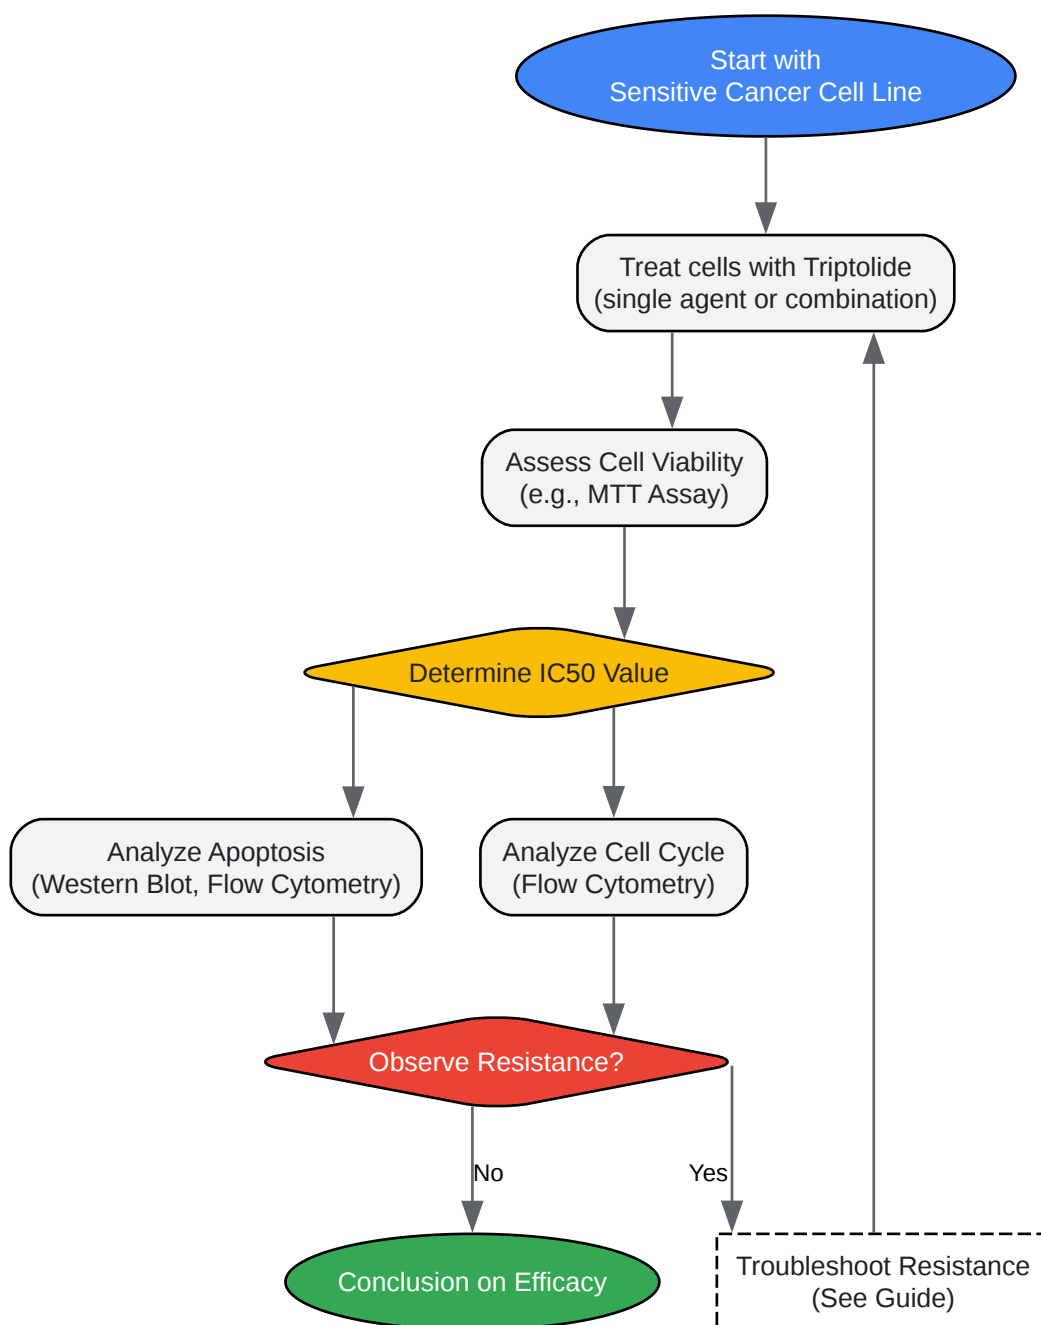 Start with
Sensitive Cancer Cell Line
Treat cells with Triptolide
(single agent or combination)
Assess Cell Viability
(e.g., MTT Assay)
Determine IC50 Value
Analyze Apoptosis
(Western Blot, Flow Cytometry)
Analyze Cell Cycle
(Flow Cytometry)
Observe Resistance?
No
Yes
Conclusion on Efficacy
Troubleshoot Resistance
(See Guide)